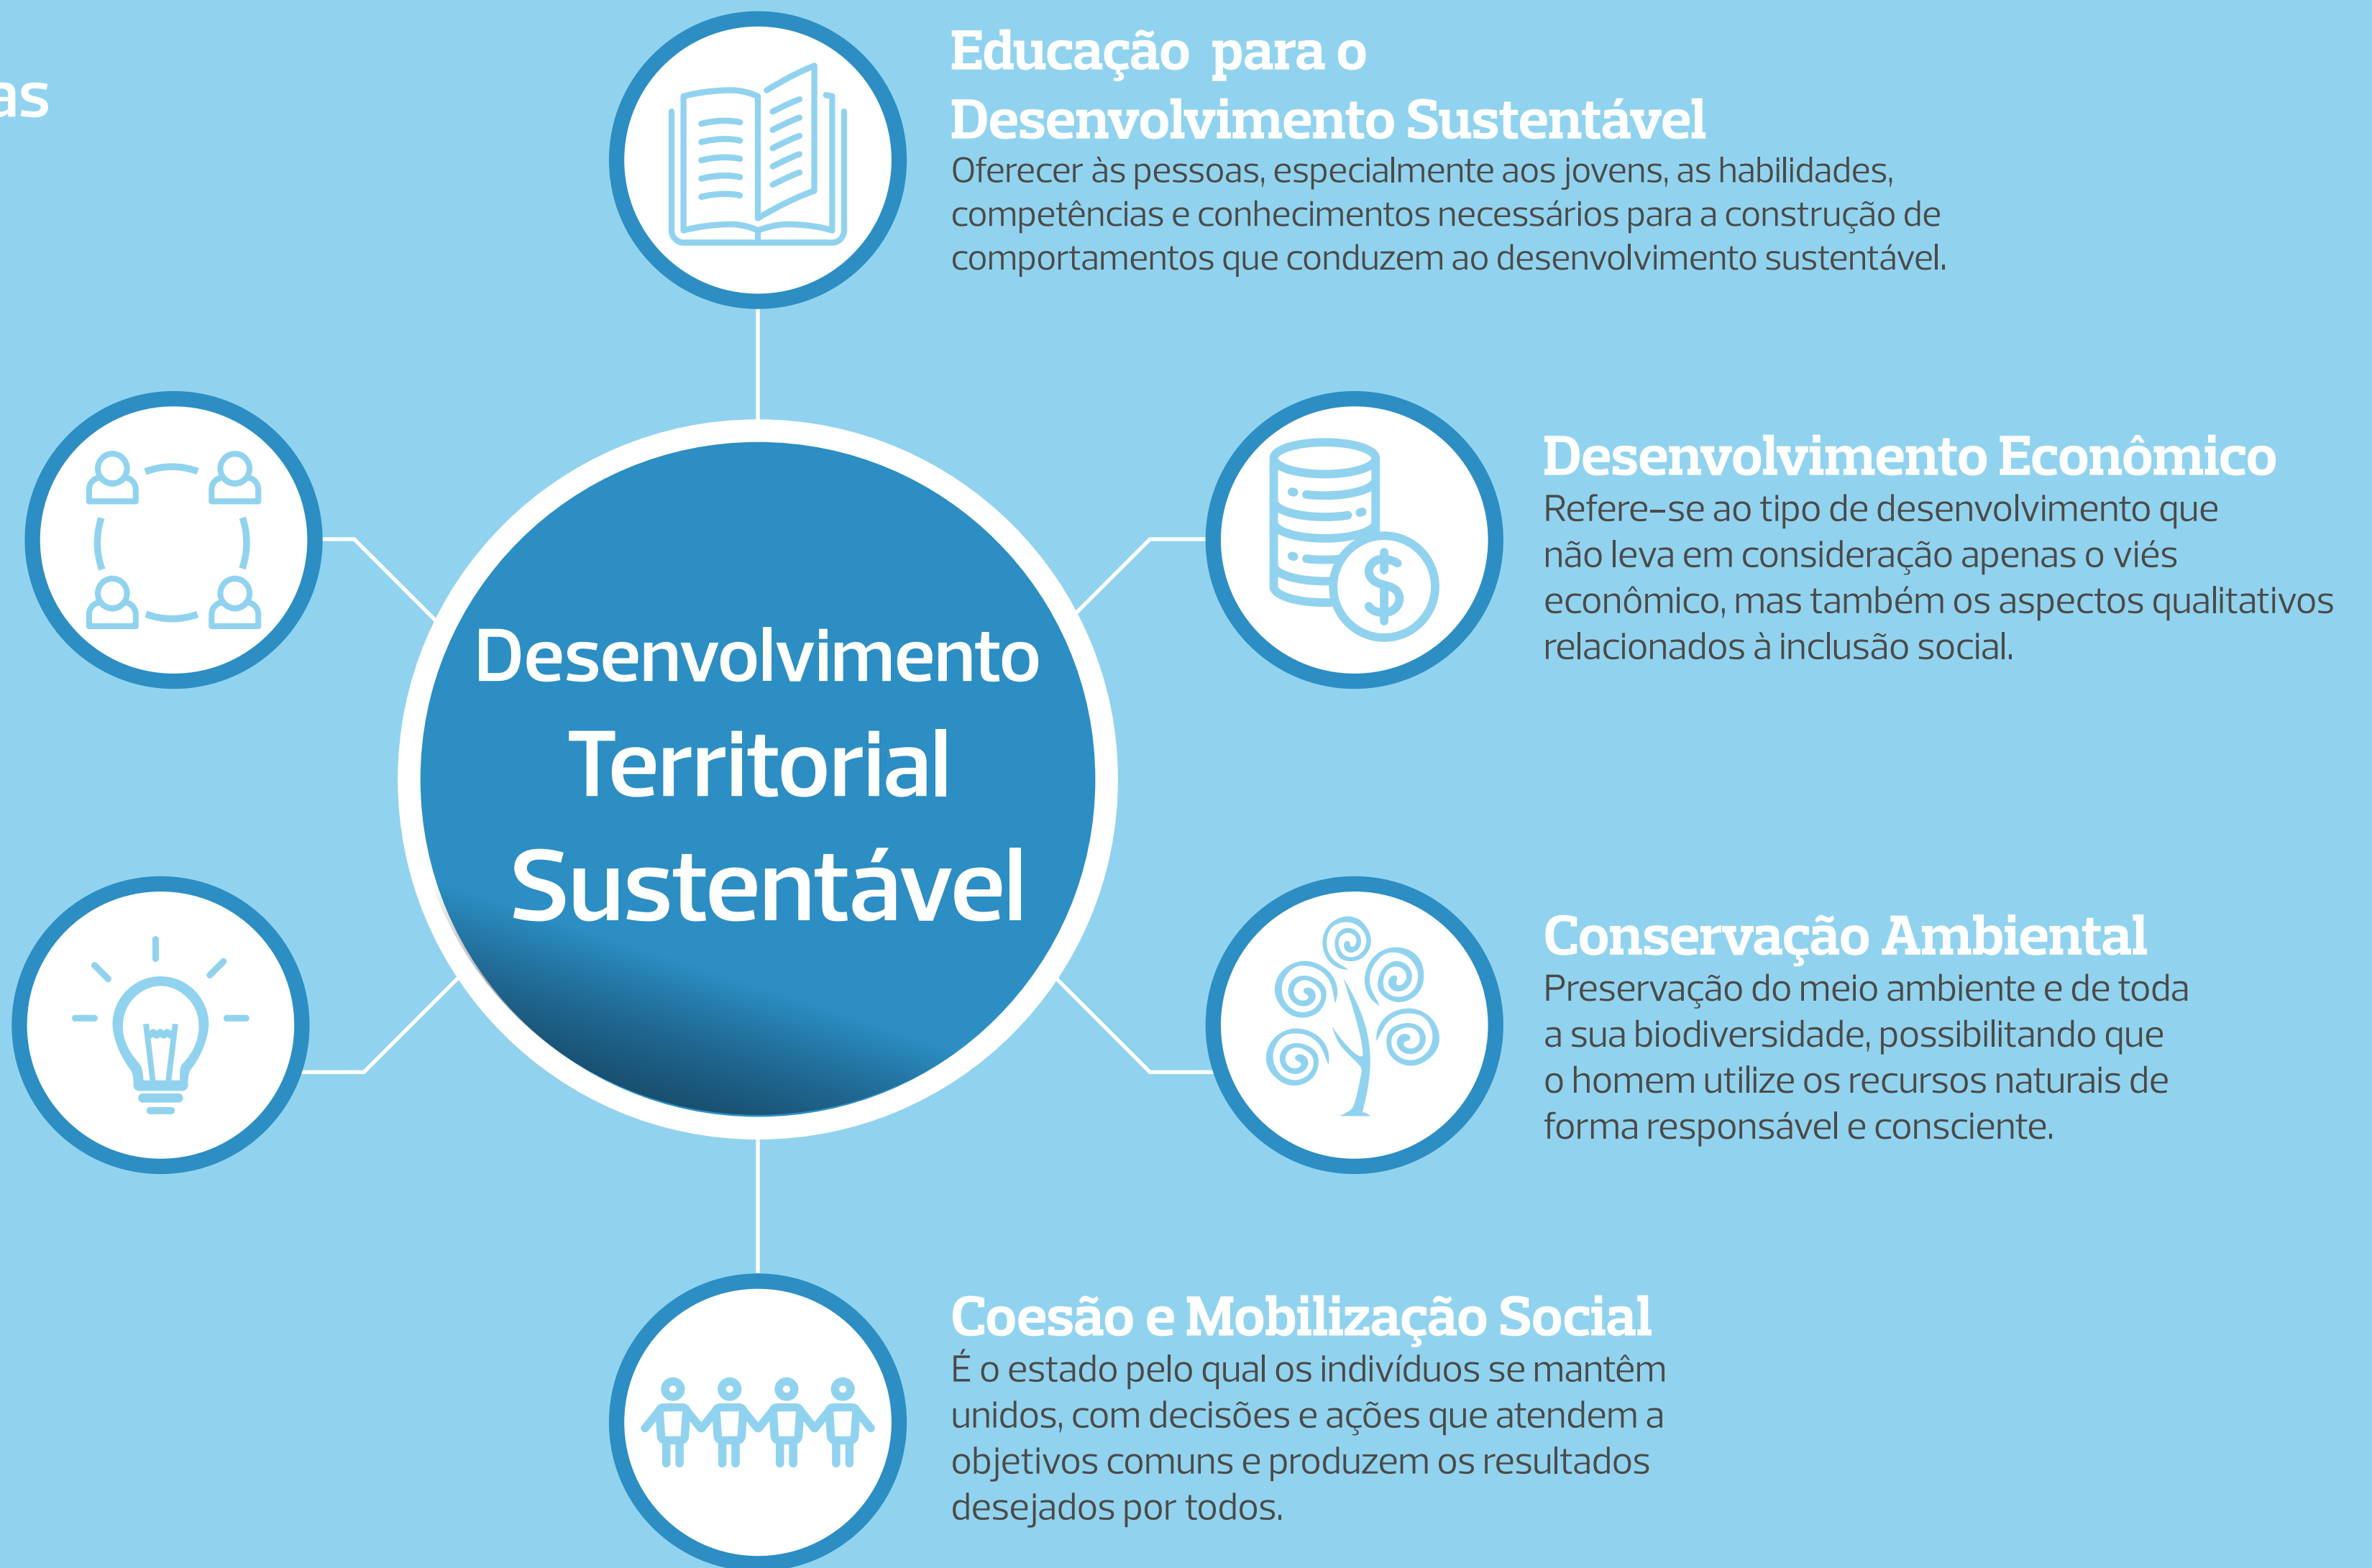 as
Educação para o
Desenvolvimento Sustentável
Oferecer às pessoas, especialmente aos jovens, as habilidades,
competências e conhecimentos necessários para a construção de
comportamentos que conduzem ao desenvolvimento sustentável.
Desenvolvimento Econômico
Refere-se ao tipo de desenvolvimento que
não leva em consideração apenas o viés
econômico, mas também os aspectos qualitativos
relacionados à inclusão social.
Desenvolvimento
Territorial
Sustentável
Conservação Ambiental
Preservação do meio ambiente e de toda
a sua biodiversidade, possibilitando que
o homem utilize os recursos naturais de
forma responsável e consciente.
Coesão e Mobilização Social
É o estado pelo qual os indivíduos se mantêm
unidos, com decisões e ações que atendem a
objetivos comuns e produzem os resultados
desejados por todos.